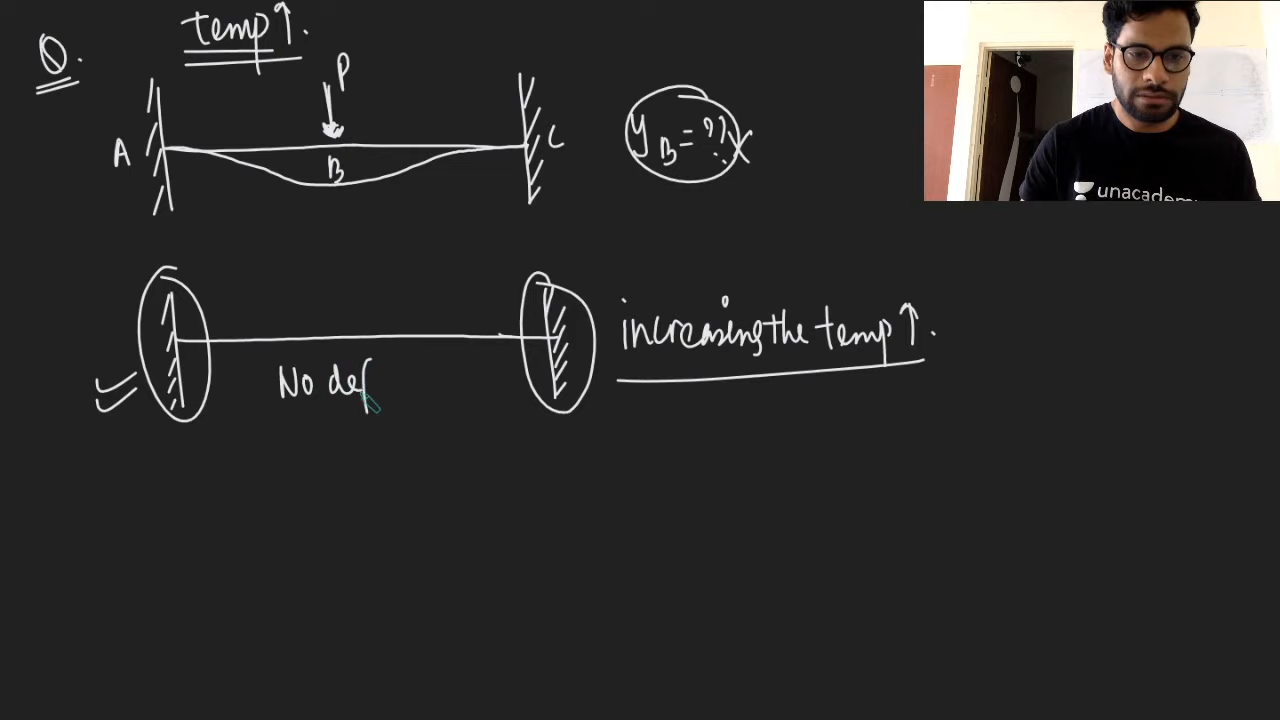 temp↑.
Q.
P
A
B
C
y_B = ??
increasing the temp↑.
No def
unacademy